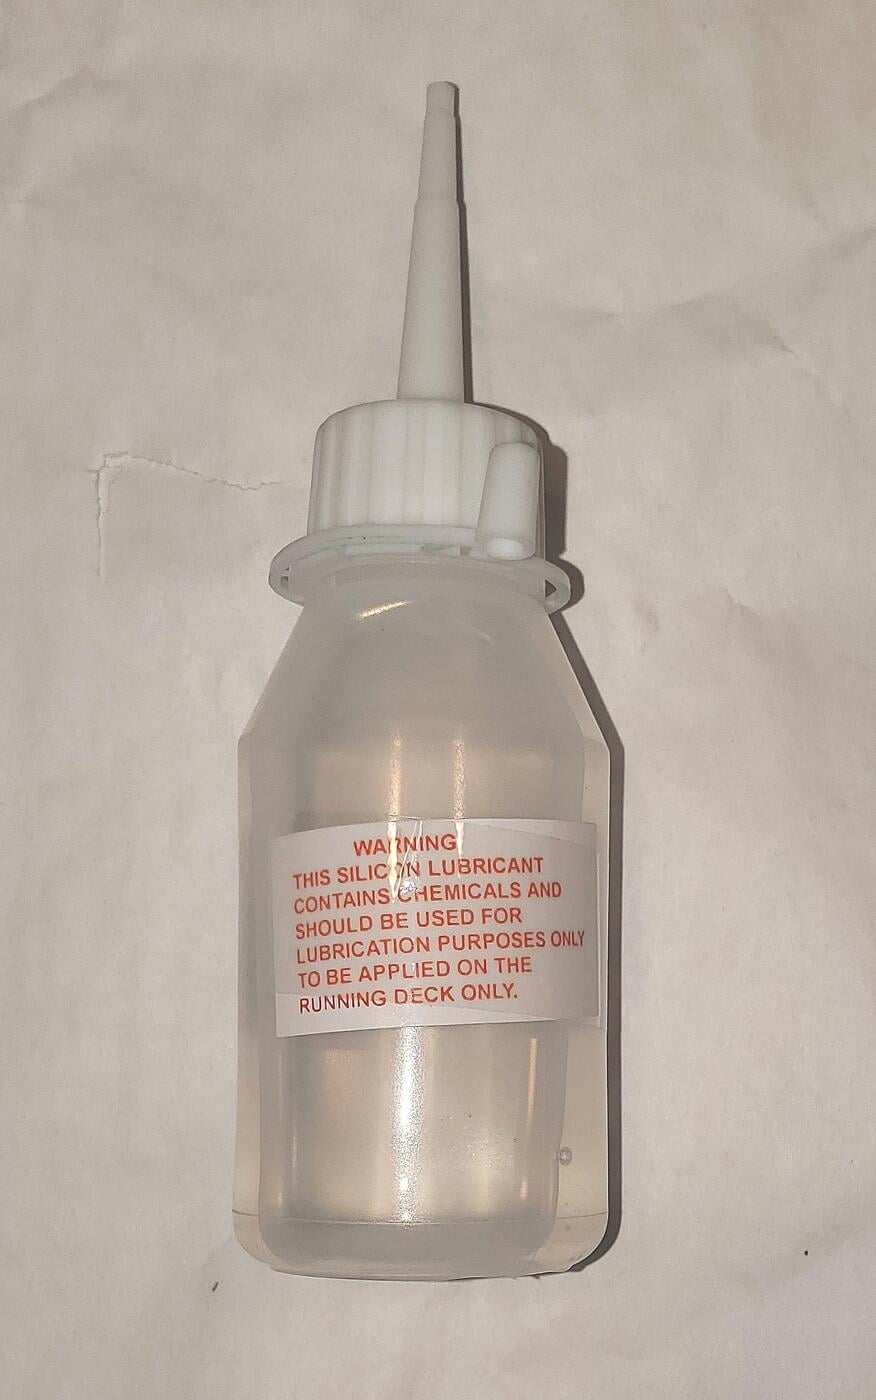 WARNING
THIS SILICON LUBRICANT
CONTAINS CHEMICALS AND
SHOULD BE USED FOR
LUBRICATION PURPOSES ONLY
TO BE APPLIED ON THE
RUNNING DECK ONLY.